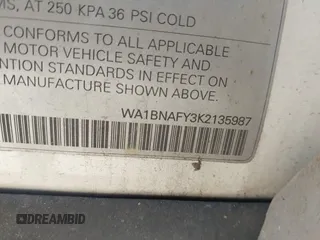 MS, AT 250 KPA 36 PSI COLD
CONFORMS TO ALL APPLICABLE
MOTOR VEHICLE SAFETY AND
ENTION STANDARDS IN EFFECT ON
MANUFACTURE SHOWN ABOVE.
WA1BNAFY3K2135987
DREAMBID